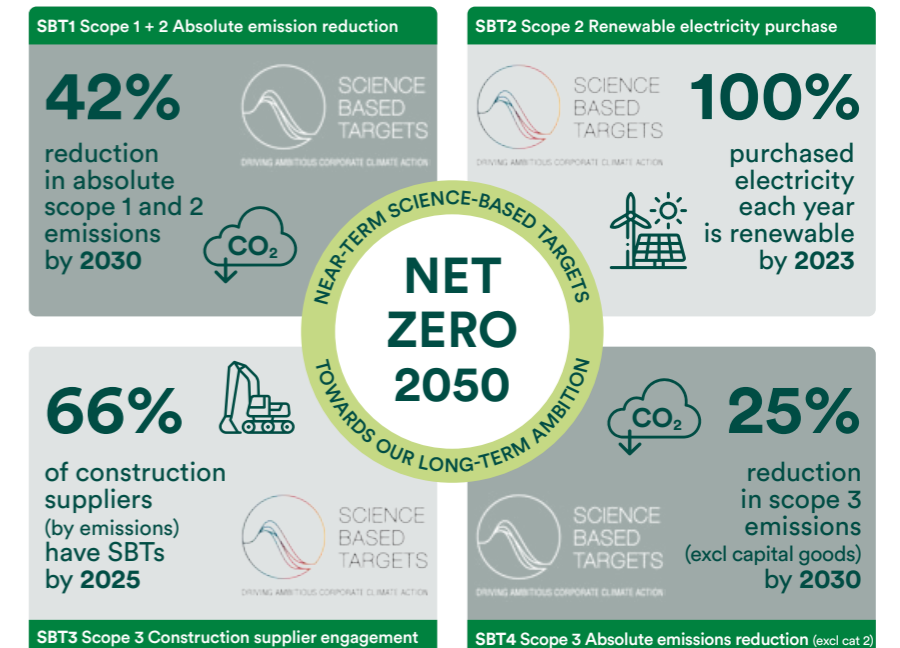 SBT1 Scope 1 + 2 Absolute emission reduction
42%
reduction
in absolute
scope 1 and 2
emissions
by 2030
SCIENCE
BASED
TARGETS
DRIVING AMBITIOUS CORPORATE CLIMATE ACTION
CO₂
SBT2 Scope 2 Renewable electricity purchase
SCIENCE
BASED
TARGETS
DRIVING AMBITIOUS CORPORATE CLIMATE ACTION
100%
purchased
electricity
each year
is renewable
by 2023
NEAR-TERM SCIENCE-BASED TARGETS
NET
ZERO
2050
TOWARDS OUR LONG-TERM AMBITION
66%
of construction
suppliers
(by emissions)
have SBTs
by 2025
SCIENCE
BASED
TARGETS
DRIVING AMBITIOUS CORPORATE CLIMATE ACTION
SBT3 Scope 3 Construction supplier engagement
CO₂
25%
reduction
in scope 3
emissions
(excl capital goods)
by 2030
SCIENCE
BASED
TARGETS
DRIVING AMBITIOUS CORPORATE CLIMATE ACTION
SBT4 Scope 3 Absolute emissions reduction (excl cat 2)